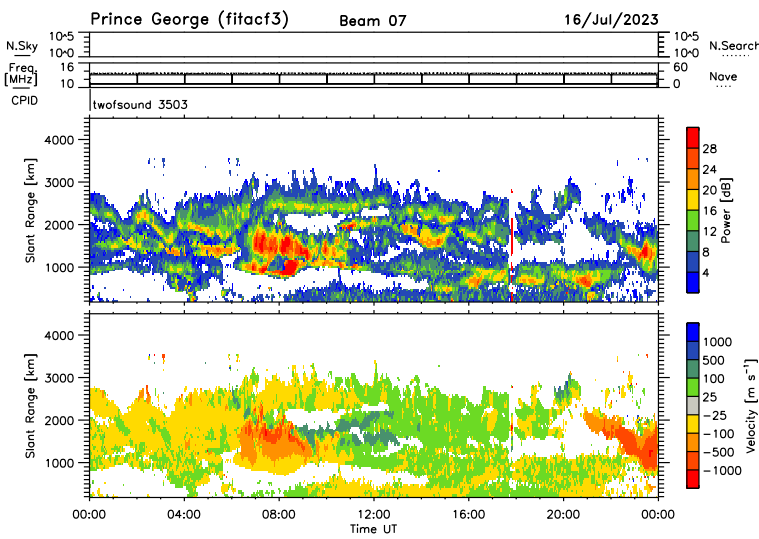 Prince George (fitacf3) Beam 07 16/Jul/2023
N.Sky 10^5 10^5 N.Search
10^0 10^0
Freq 16 60
[MHz] 10 0 Nave
CPID twofsound 3503
Slant Range [km]
4000
3000
2000
1000
Power [dB]
28
24
20
16
12
8
4
Slant Range [km]
4000
3000
2000
1000
Velocity [m s⁻¹]
1000
500
100
25
−25
−100
−500
−1000
00:00 04:00 08:00 12:00 16:00 20:00 00:00
Time UT